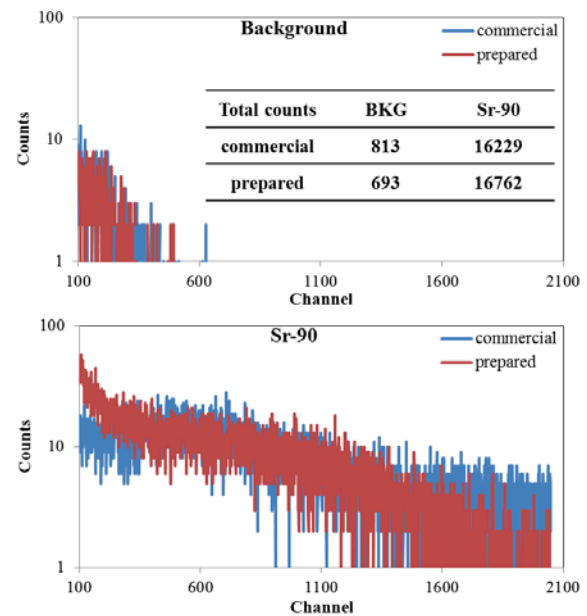 100
Background
commercial
prepared
Total counts BKG Sr-90
commercial 813 16229
prepared 693 16762
10
Counts
1
100 600 1100 1600 2100
Channel
100
Sr-90
commercial
prepared
10
Counts
1
100 600 1100 1600 2100
Channel